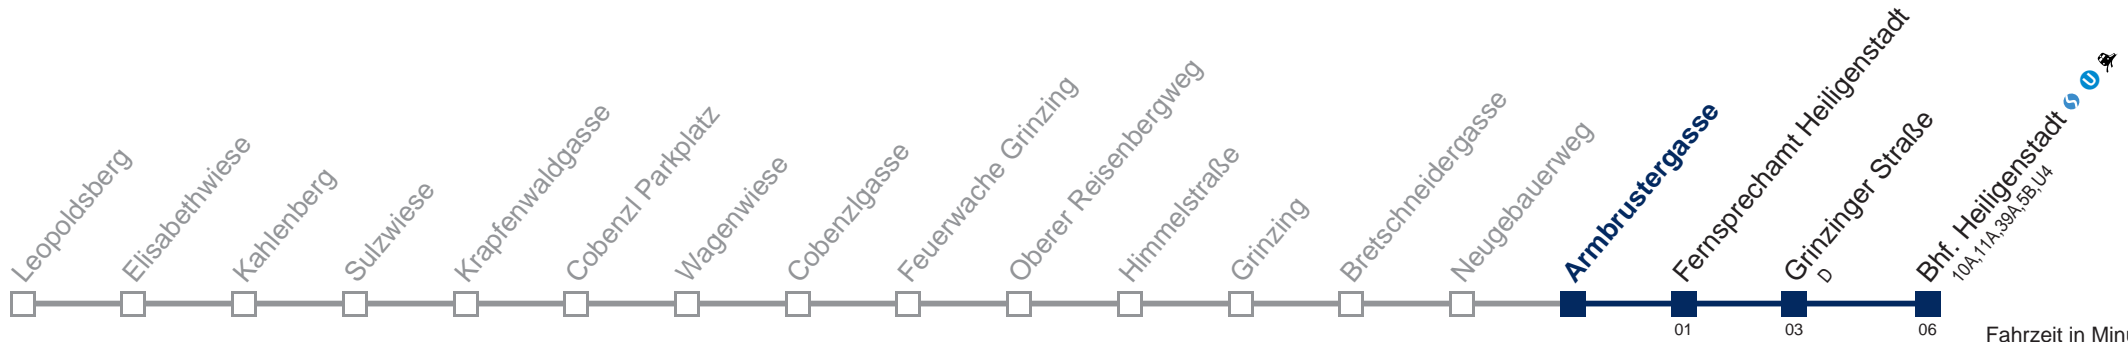 Leopoldsberg
Elisabethwiese
Kahlenberg
Sulzwiese
Krapfenwaldgasse
Cobenzl Parkplatz
Wagenwiese
Cobenzlgasse
Feuerwache Grinzing
Oberer Reisenbergweg
Himmelstraße
Grinzing
Bretschneidergasse
Neugebauerweg
Armbrustergasse
Fernsprechamt Heiligenstadt
Grinzinger Straße
D
Bhf. Heiligenstadt S U
10A,11A,39A,5B,U4
01 03 06
Fahrzeit in Minu